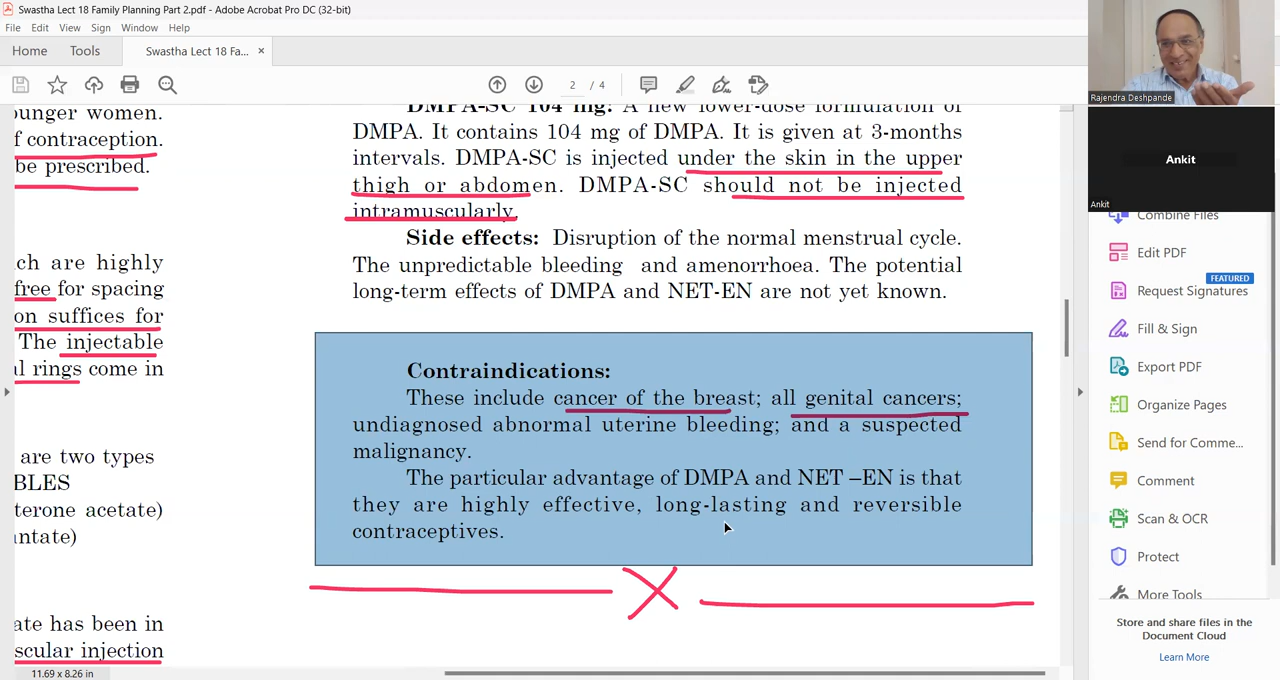 Swastha Lect 18 Family Planning Part 2.pdf - Adobe Acrobat Pro DC (32-bit)
File Edit View Sign Window Help
Home Tools Swastha Lect 18 Fa... ×
2 / 4
ounger women.
f contraception.
be prescribed.
ch are highly
free for spacing
on suffices for
The injectable
l rings come in
are two types
BLES
terone acetate)
ntate)
ate has been in
scular injection
DMPA-SC 104 mg: A new lower-dose formulation of
DMPA. It contains 104 mg of DMPA. It is given at 3-months
intervals. DMPA-SC is injected under the skin in the upper
thigh or abdomen. DMPA-SC should not be injected
intramuscularly.
Side effects: Disruption of the normal menstrual cycle.
The unpredictable bleeding and amenorrhoea. The potential
long-term effects of DMPA and NET-EN are not yet known.
Contraindications:
These include cancer of the breast; all genital cancers;
undiagnosed abnormal uterine bleeding; and a suspected
malignancy.
The particular advantage of DMPA and NET –EN is that
they are highly effective, long-lasting and reversible
contraceptives.
11.69 x 8.26 in
Rajendra Deshpande
Ankit
Ankit
Combine Files
Edit PDF
FEATURED
Request Signatures
Fill & Sign
Export PDF
Organize Pages
Send for Comme...
Comment
Scan & OCR
Protect
More Tools
Store and share files in the
Document Cloud
Learn More